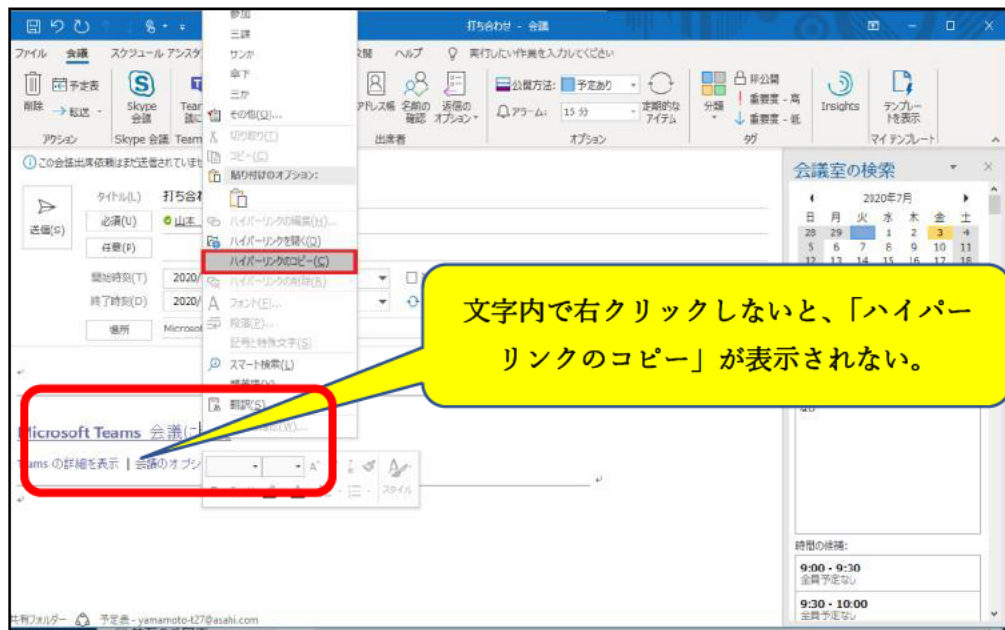 打ち合わせ - 会議
ファイル 会議 スケジュール アシスタ ヘルプ 実行したい作業を入力してください
削除
予定表
転送
Skype
会議
アドレス帳
名前の
確認
返信の
オプション
公開方法: 予定あり
アラーム: 15 分
定期的な
アイテム
分類
非公開
重要度 - 高
重要度 - 低
Insights
テンプレー
トを表示
アクション Skype 会議 Team 出席者 オプション タグ マイ テンプレート
参加
三課
サンか
傘下
三か
その他(O)...
切り取り(T)
コピー(C)
貼り付けのオプション:
ハイパーリンクの編集(H)...
ハイパーリンクを開く(O)
ハイパーリンクのコピー(C)
ハイパーリンクの削除(R)
フォント(F)...
段落(P)...
記号と特殊文字(S)
スマート検索(L)
翻訳(S)
この会議出席依頼はまだ送信されていませ
送信(S)
タイトル(L) 打ち合わ
必須(U) 山本
任意(P)
開始時刻(T) 2020/
終了時刻(D) 2020/
場所 Microsof
会議室の検索
2020年7月
日 月 火 水 木 金 土
28 29 1 2 3 4
5 6 7 8 9 10 11
12 13 14 15 16 17 18
文字内で右クリックしないと、「ハイパー
リンクのコピー」が表示されない。
Microsoft Teams 会議に
Teams の詳細を表示 | 会議のオプシ
スタイル
時間の候補:
9:00 - 9:30
全員予定なし
9:30 - 10:00
全員予定なし
共有フォルダー 予定表 - yamamoto-t27@asahi.com